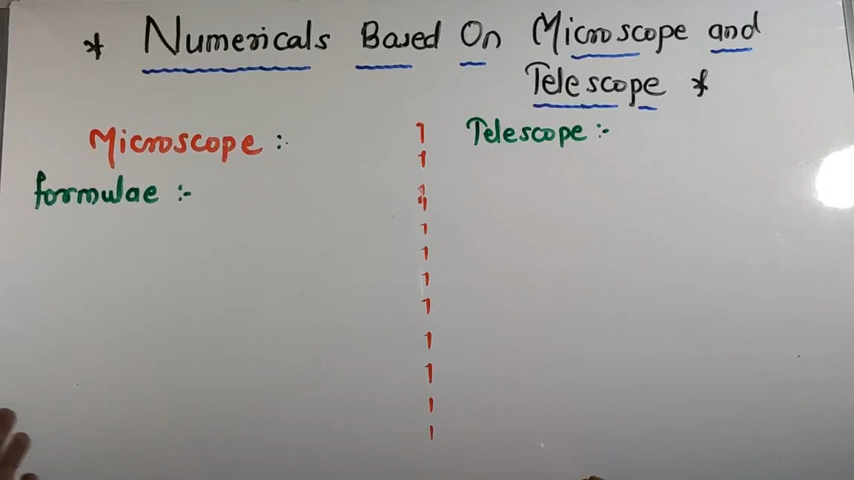 * Numericals Based On Microscope and
Telescope *
Microscope :-
formulae :-
Telescope :-